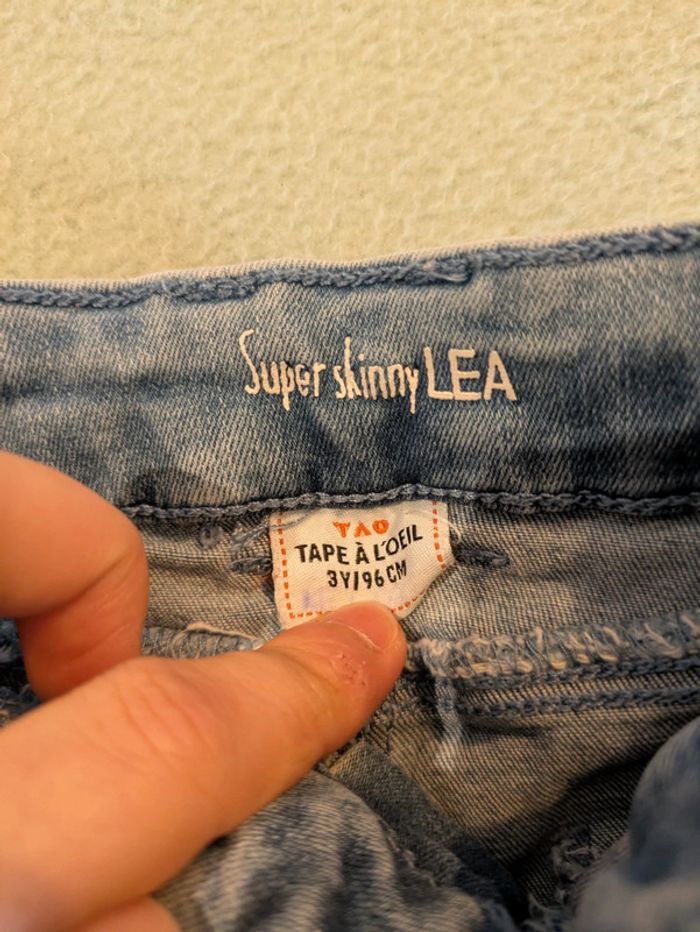 Super skinny LEA
TAO
TAPE À L'OEIL
3Y/96 CM